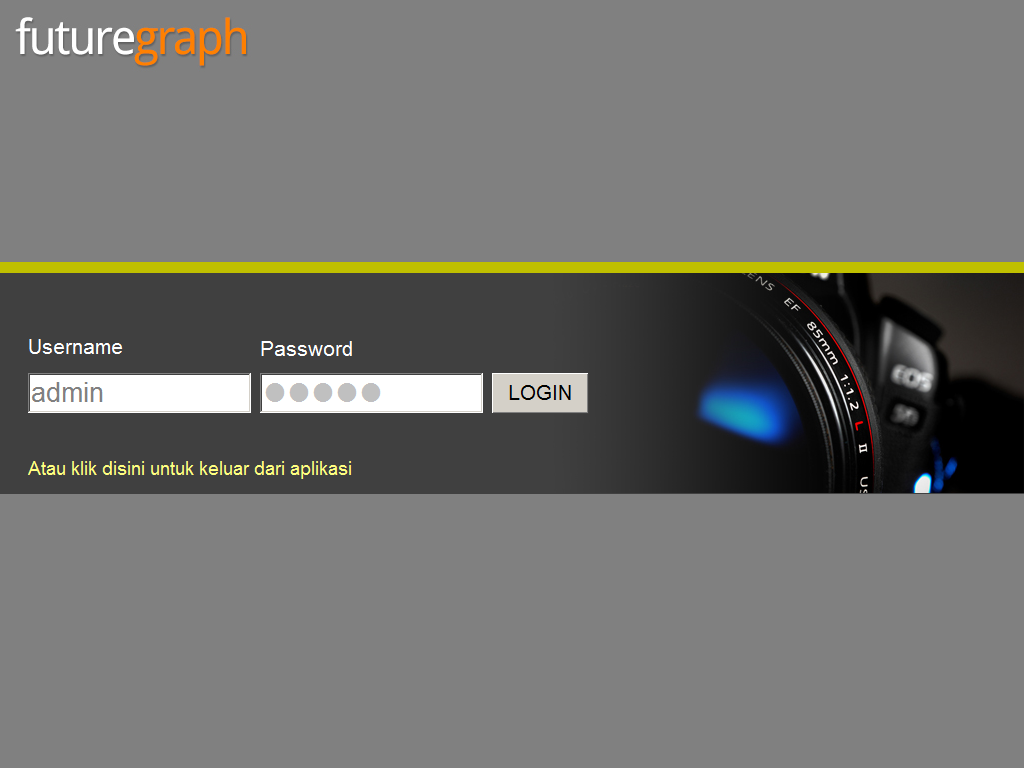 futuregraph
Username
Password
admin
LOGIN
Atau klik disini untuk keluar dari aplikasi
EF 85mm 1:1.2 L II
EOS